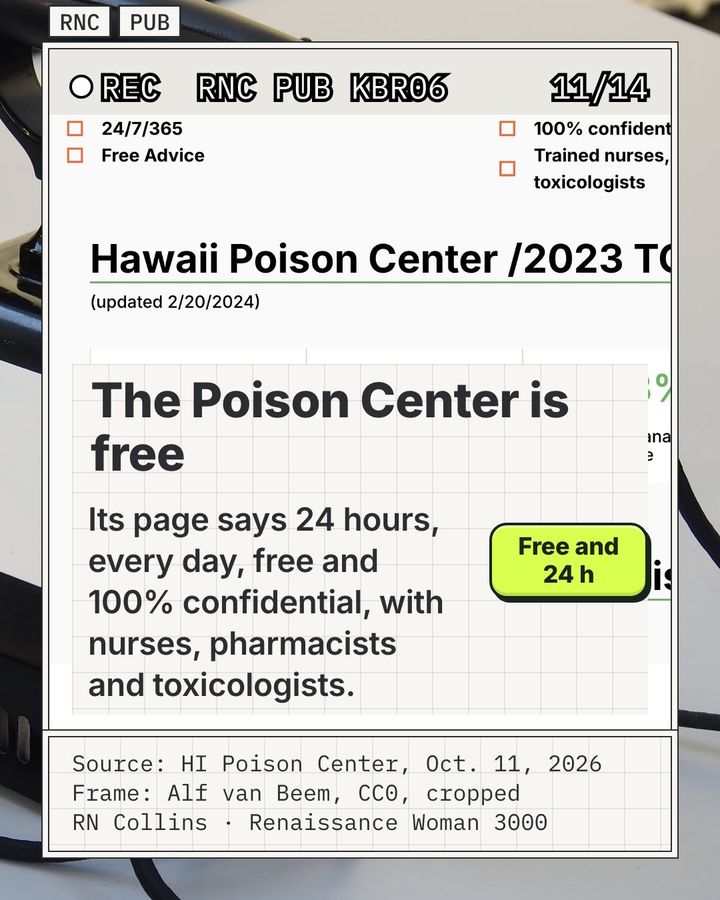 RNC PUB
REC RNC PUB KBR06 11/14
24/7/365
Free Advice
100% confident
Trained nurses,
toxicologists
Hawaii Poison Center /2023
(updated 2/20/2024)
The Poison Center is
free
Its page says 24 hours,
every day, free and
100% confidential, with
nurses, pharmacists
and toxicologists.
Free and
24 h
Source: HI Poison Center, Oct. 11, 2026
Frame: Alf van Beem, CC0, cropped
RN Collins · Renaissance Woman 3000